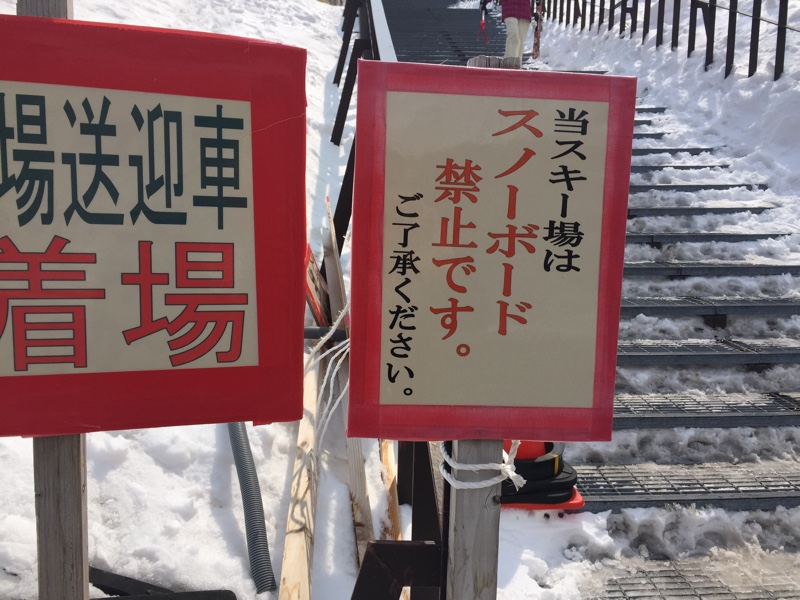 場送迎車
着場
当スキー場は
スノーボード
禁止です。
ご了承ください。